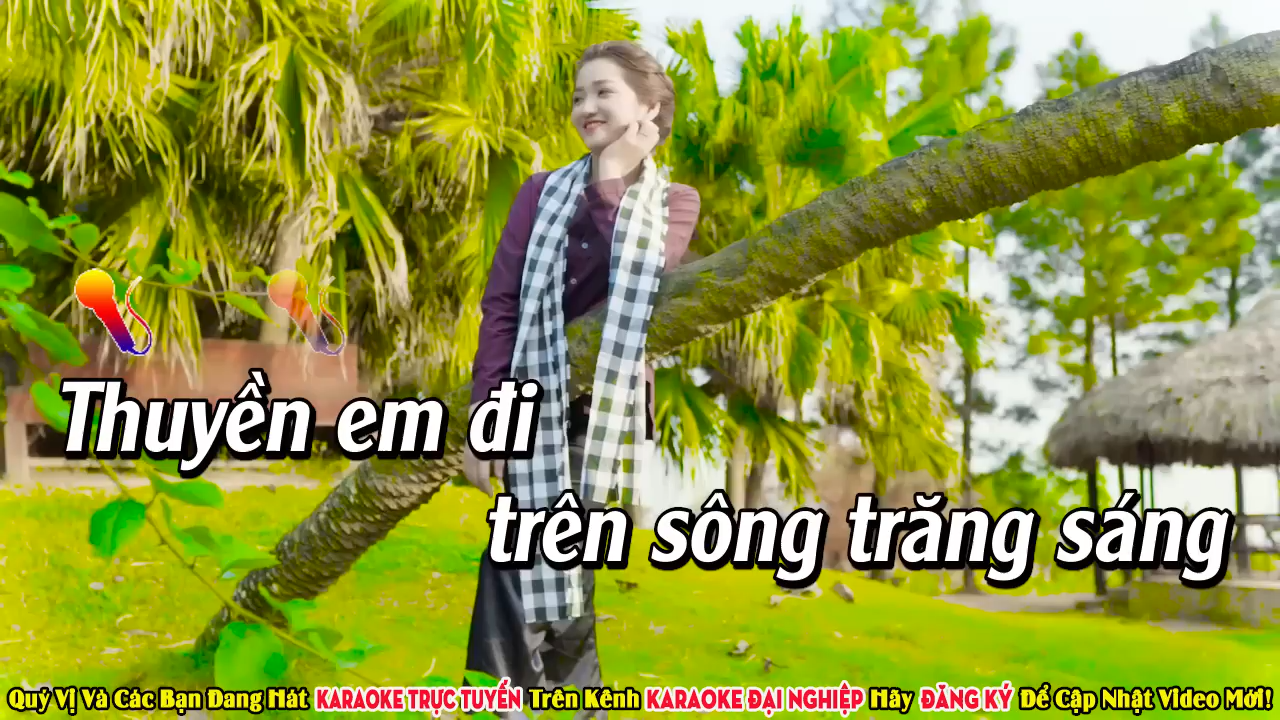 Thuyền em đi
trên sông trăng sáng
Quý Vị Và Các Bạn Đang Hát KARAOKE TRỰC TUYẾN Trên Kênh KARAOKE ĐẠI NGHIỆP Hãy ĐĂNG KÝ Để Cập Nhật Video Mới!